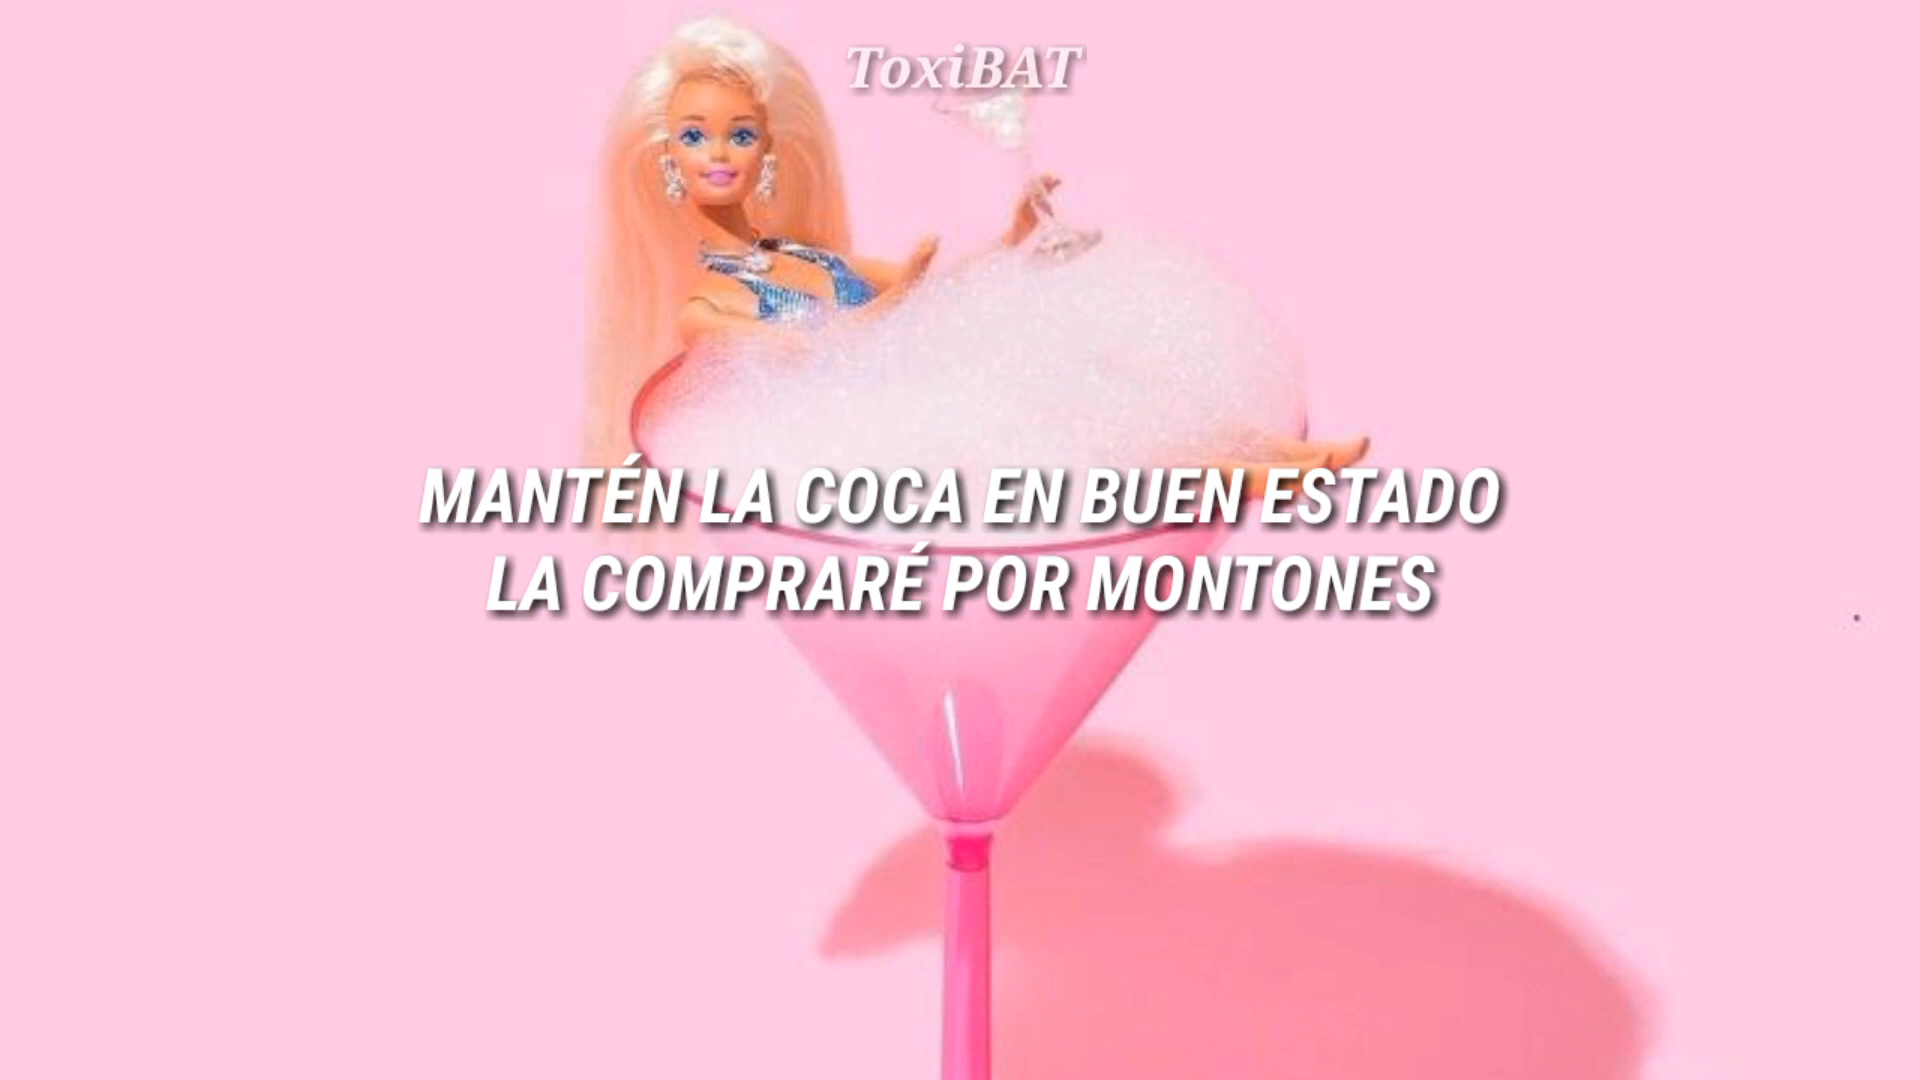 ToxiBAT
MANTÉN LA COCA EN BUEN ESTADO
LA COMPRARÉ POR MONTONES